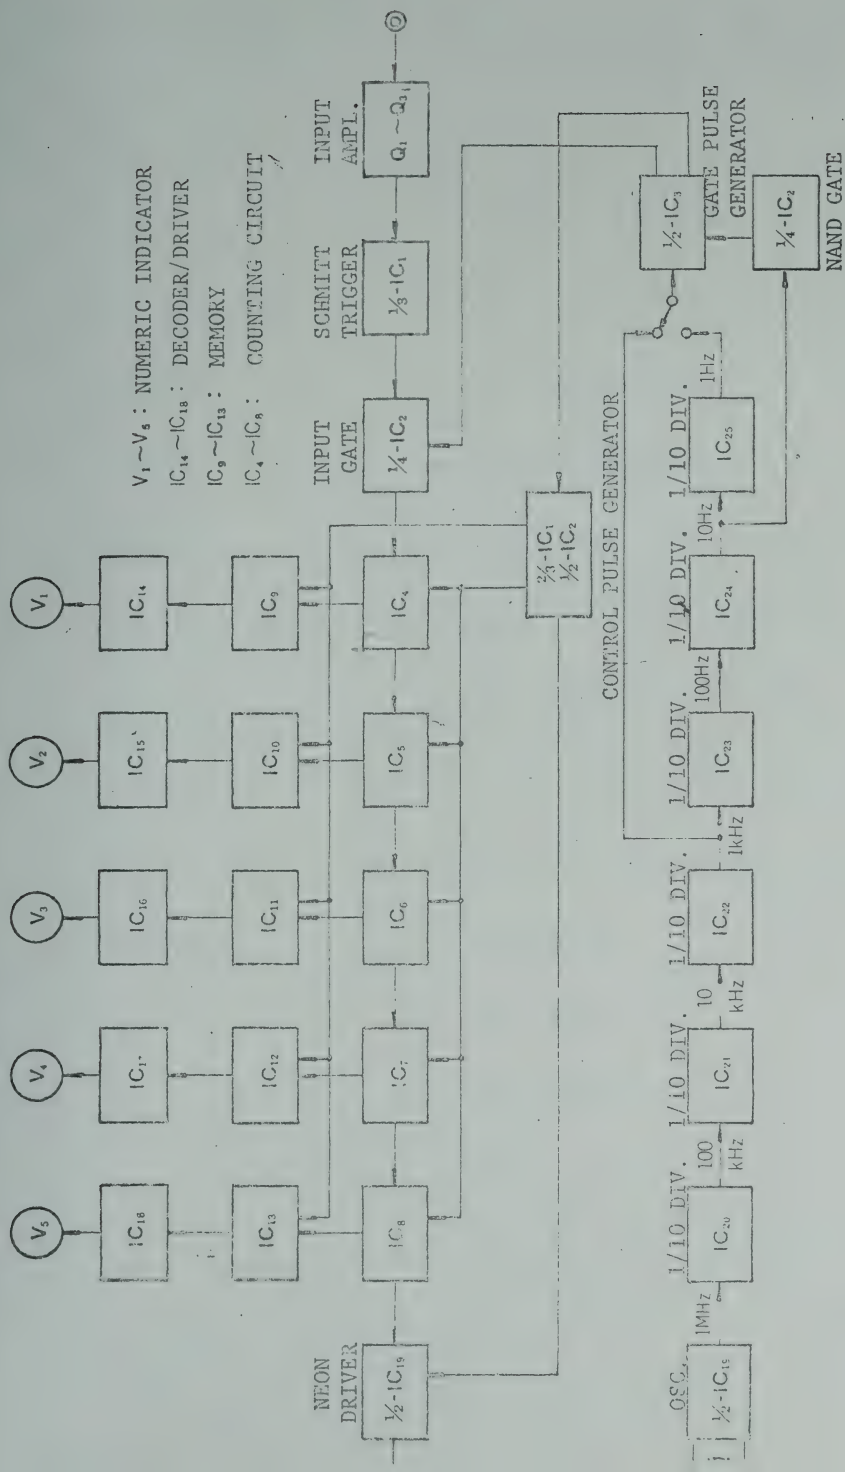 V₅
V₄
V₃
V₂
V₁
V₁~V₅: NUMERIC INDICATOR
IC₁₄~IC₁₈: DECODER/DRIVER
IC₉~IC₁₃: MEMORY
IC₄~IC₈: COUNTING CIRCUIT
IC₁₈
IC₁₆
IC₁₅
IC₁₄
IC₁₃
IC₁₂
IC₁₁
IC₁₀
IC₉
NEON
DRIVER
INPUT
GATE
SCHMITT
TRIGGER
INPUT
AMPL.
½-IC₁₉
IC₈
IC₇
IC₆
IC₅
IC₄
¼-IC₂
⅓-IC₁
Q₁~Q₃
⅔-IC₁
½-IC₂
CONTROL PULSE GENERATOR
OSC.
1/10 DIV.
1/10 DIV.
1/10 DIV.
1/10 DIV.
1/10 DIV.
1/10 DIV.
1MHz
IC₂₀
100
kHz
IC₂₁
10
kHz
IC₂₂
1kHz
IC₂₃
100Hz
IC₂₄
10Hz
IC₂₅
1Hz
½-IC₃
GATE PULSE
GENERATOR
¼-IC₂
NAND GATE